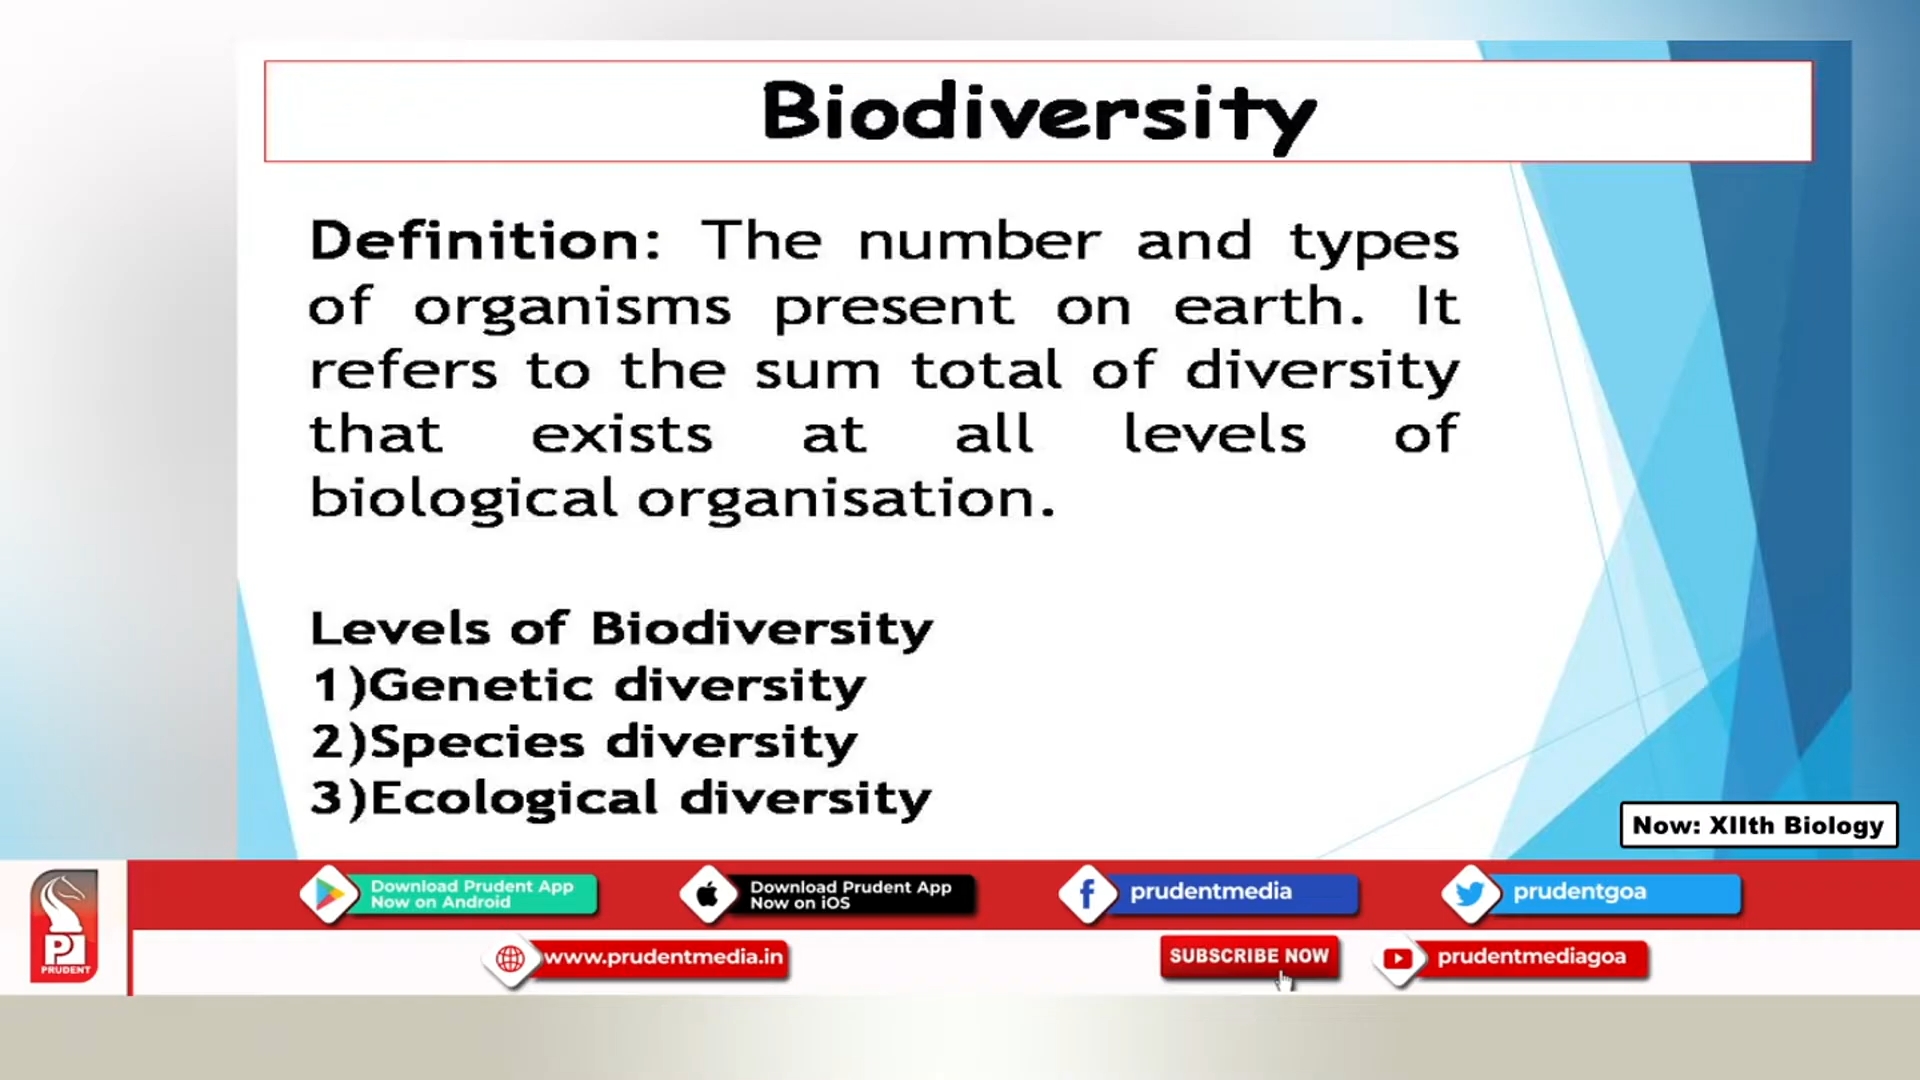 Biodiversity
Definition: The number and types
of organisms present on earth. It
refers to the sum total of diversity
that exists at all levels of
biological organisation.
Levels of Biodiversity
1)Genetic diversity
2)Species diversity
3)Ecological diversity
Now: XIIth Biology
Download Prudent App
Now on Android
Download Prudent App
Now on iOS
prudentmedia
prudentgoa
PRUDENT
www.prudentmedia.in
SUBSCRIBE NOW
prudentmediagoa